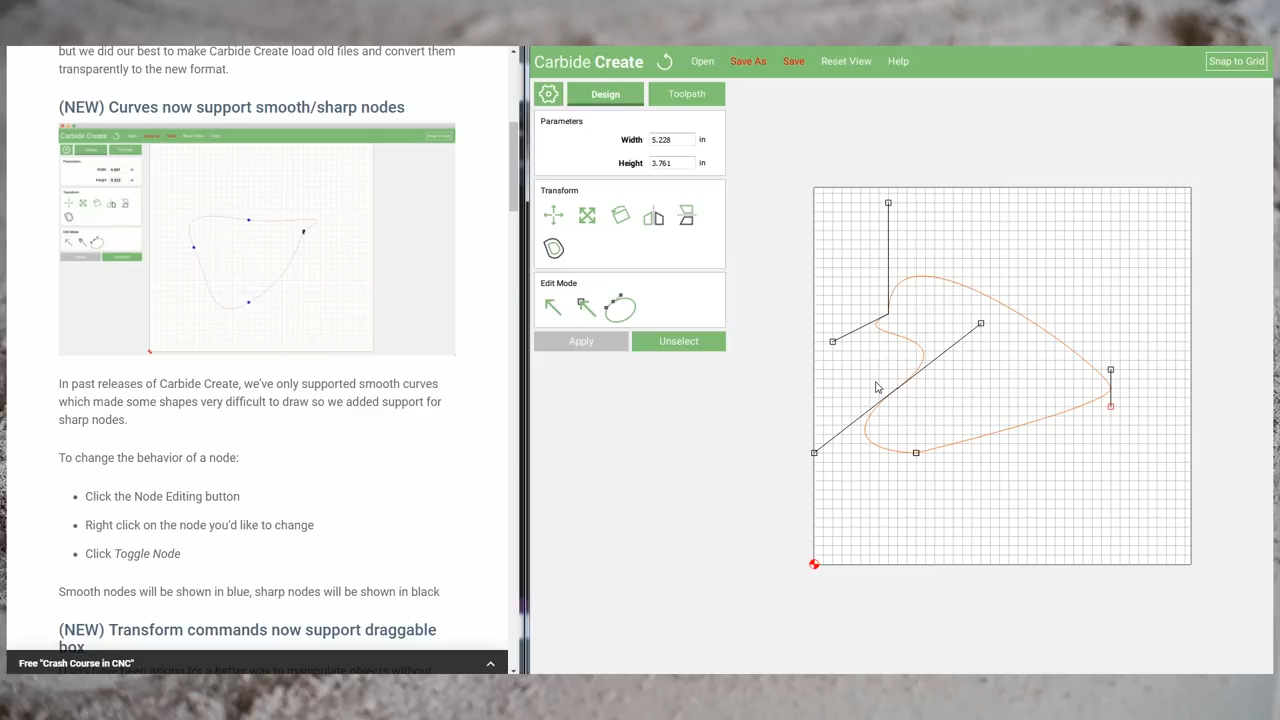 but we did our best to make Carbide Create load old files and convert them
transparently to the new format.
(NEW) Curves now support smooth/sharp nodes
Carbide Create
In past releases of Carbide Create, we've only supported smooth curves
which made some shapes very difficult to draw so we added support for
sharp nodes.
To change the behavior of a node:
Click the Node Editing button
Right click on the node you'd like to change
Click Toggle Node
Smooth nodes will be shown in blue, sharp nodes will be shown in black
(NEW) Transform commands now support draggable
box
Free "Crash Course in CNC"
Carbide Create
Open
Save As
Save
Reset View
Help
Snap to Grid
Design
Toolpath
Parameters
Width 5.228 in
Height 3.761 in
Transform
Edit Mode
Apply
Unselect